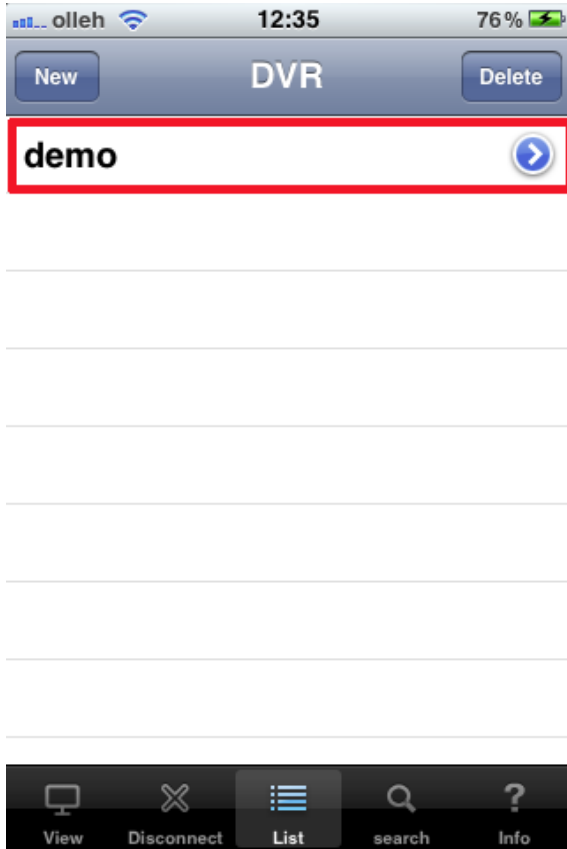 olleh 12:35 76%
New DVR Delete
demo
View Disconnect List search Info